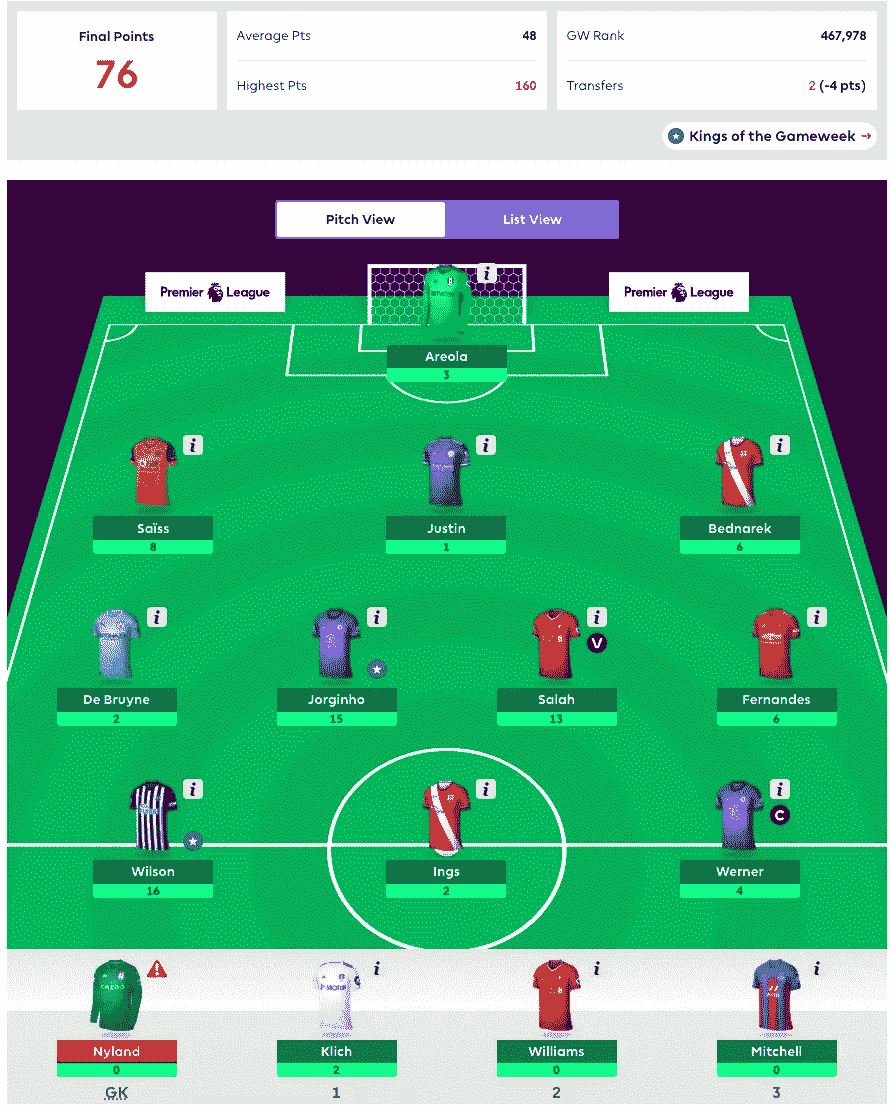 Final Points
76
Average Pts 48
Highest Pts 160
GW Rank 467,978
Transfers 2 (-4 pts)
Kings of the Gameweek →
Pitch View List View
Premier League Premier League
Areola
3
Saïss Justin Bednarek
8 1 6
De Bruyne Jorginho Salah Fernandes
2 15 13 6
V
Wilson Ings Werner
16 2 4
C
Nyland Klich Williams Mitchell
0 2 0 0
GK 1 2 3